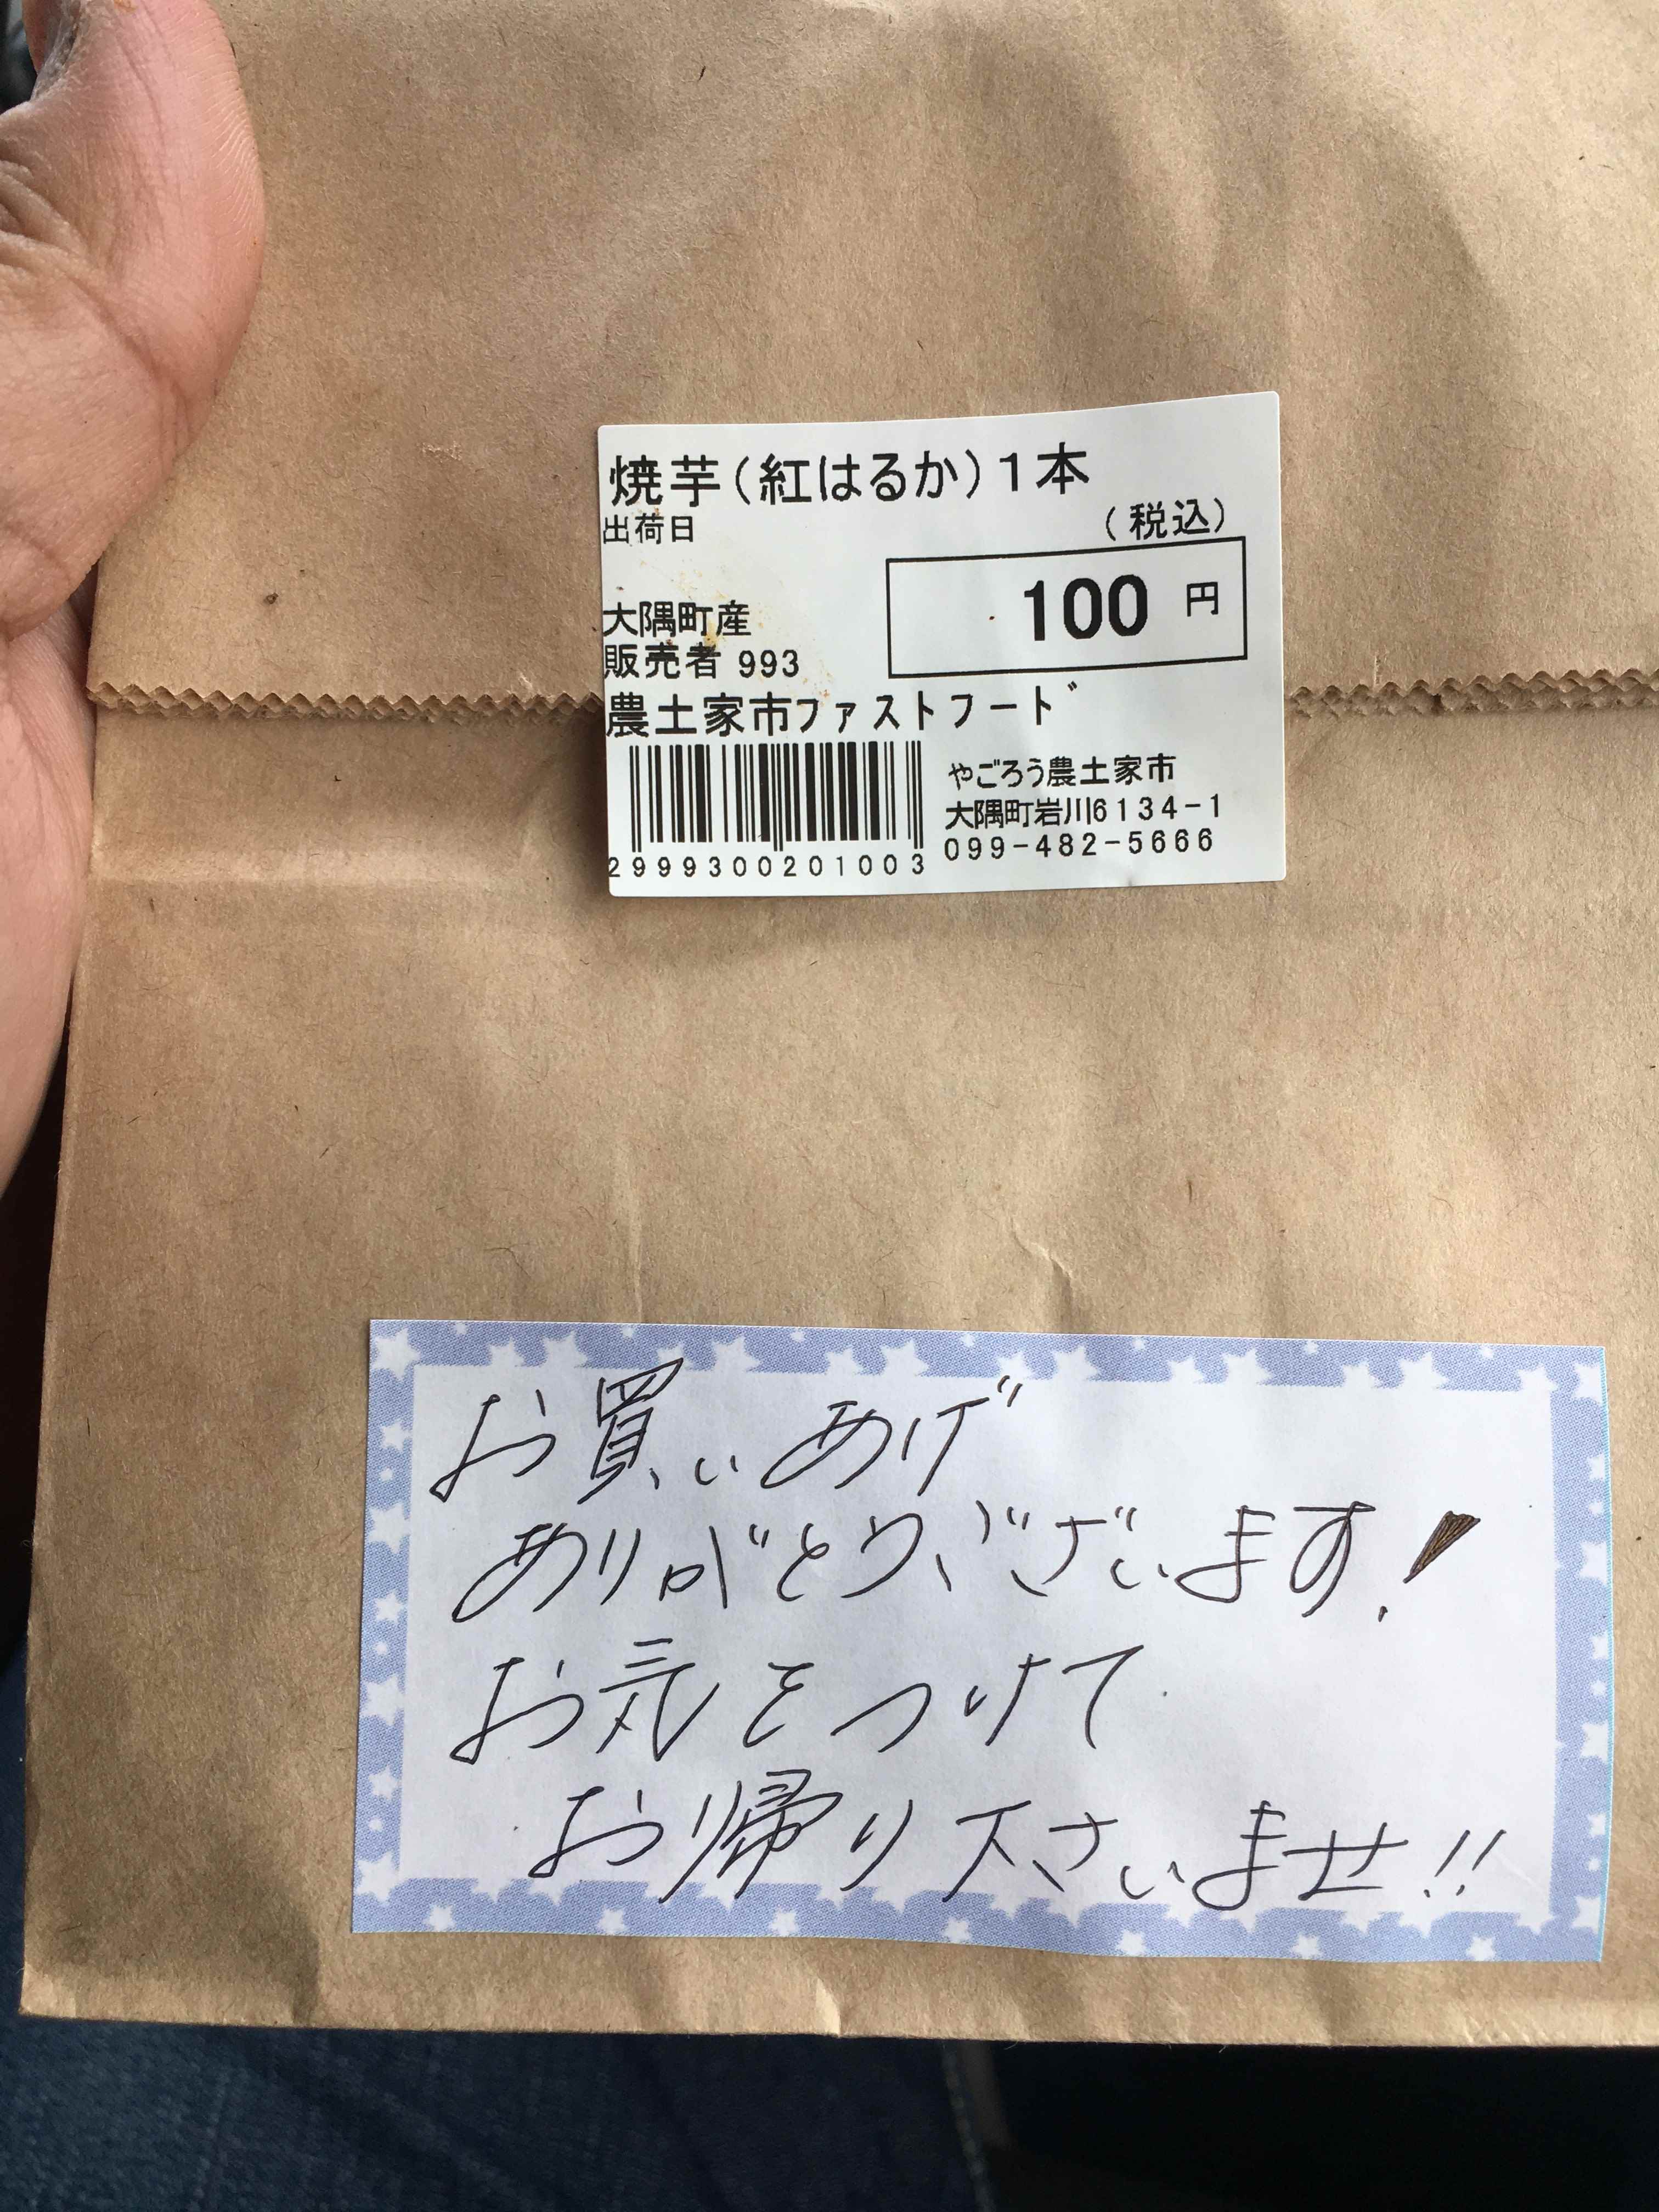 焼芋(紅はるか)1本
出荷日
(税込)
100 円
大隅町産
販売者 993
農土家市ファストフード
やごろう農土家市
大隅町岩川6134-1
099-482-5666
2999300201003
お買いあげ
ありがとうございます!
お気をつけて
お帰り下さいませ!!